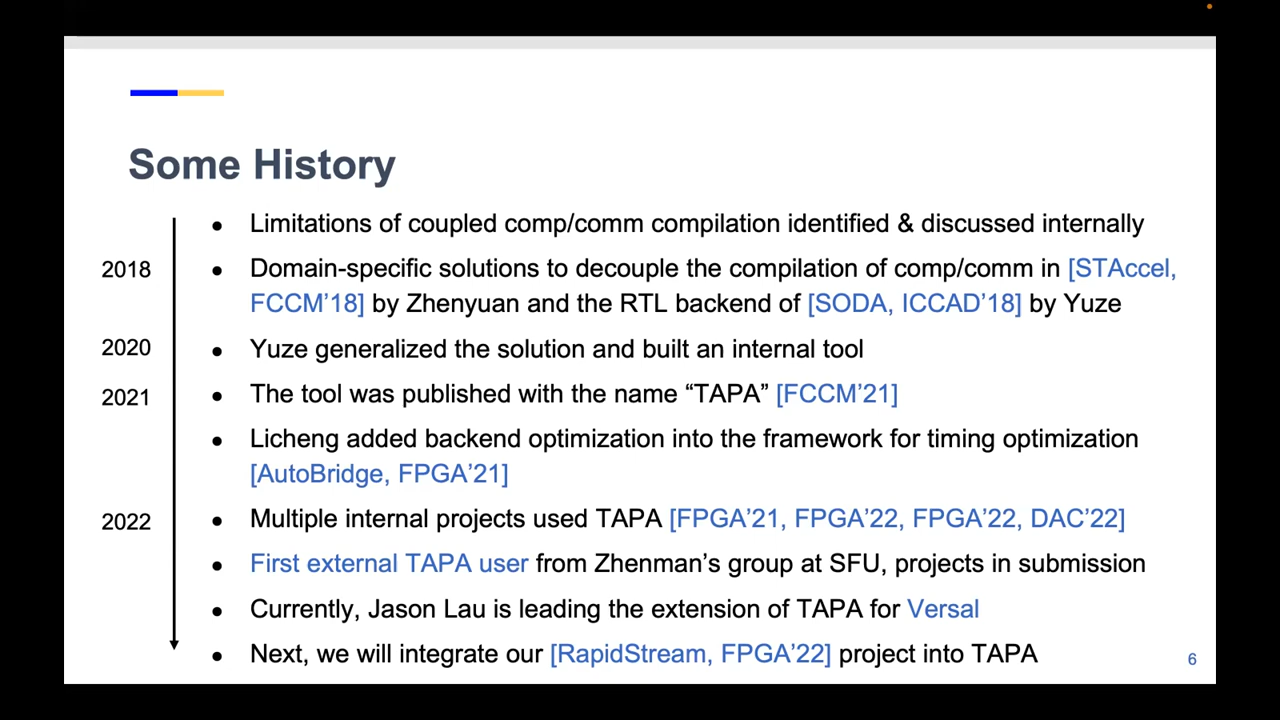 Some History
• Limitations of coupled comp/comm compilation identified & discussed internally
2018 • Domain-specific solutions to decouple the compilation of comp/comm in [STAccel,
FCCM’18] by Zhenyuan and the RTL backend of [SODA, ICCAD’18] by Yuze
2020 • Yuze generalized the solution and built an internal tool
2021 • The tool was published with the name “TAPA” [FCCM’21]
• Licheng added backend optimization into the framework for timing optimization
[AutoBridge, FPGA’21]
2022 • Multiple internal projects used TAPA [FPGA’21, FPGA’22, FPGA’22, DAC’22]
• First external TAPA user from Zhenman’s group at SFU, projects in submission
• Currently, Jason Lau is leading the extension of TAPA for Versal
• Next, we will integrate our [RapidStream, FPGA’22] project into TAPA
6